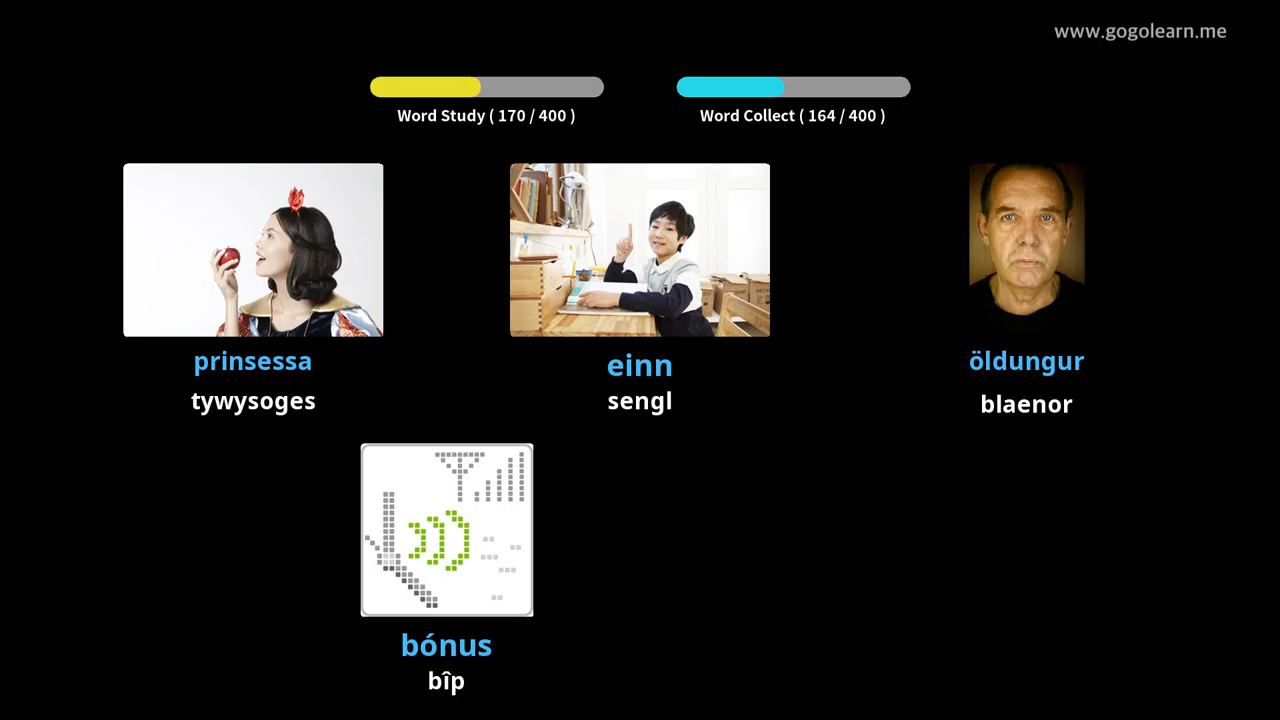 www.gogolearn.me
Word Study ( 170 / 400 )
Word Collect ( 164 / 400 )
prinsessa
tywysoges
einn
sengl
öldungur
blaenor
bónus
bîp